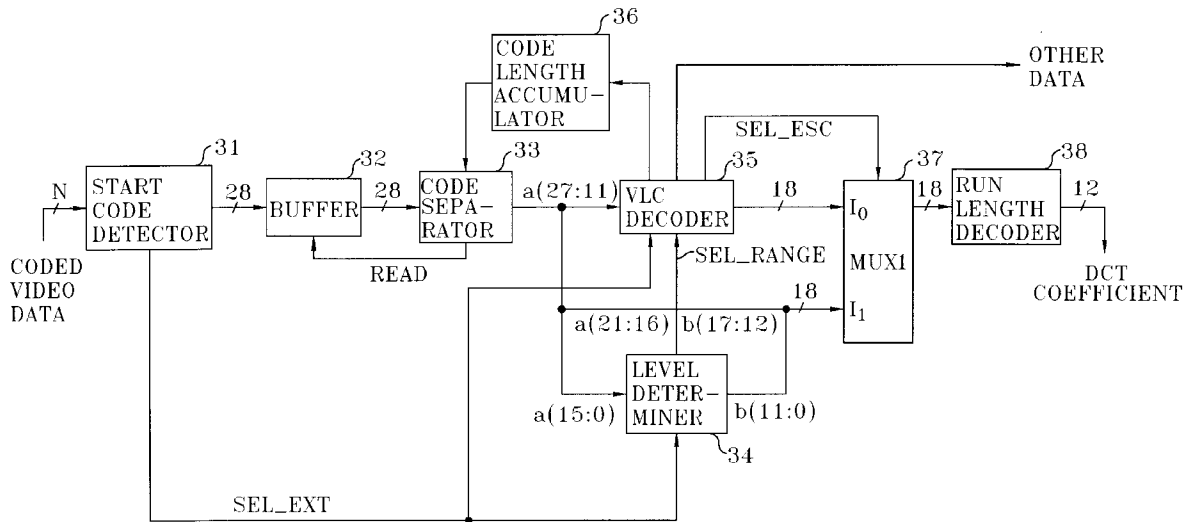 36
CODE
LENGTH
ACCUMU-
LATOR
OTHER
DATA
SEL_ESC
31
32
33
35
37
38
N
START
CODE
DETECTOR
28
BUFFER
28
CODE
SEPA-
RATOR
a(27:11)
VLC
DECODER
18
I0
MUX1
I1
18
RUN
LENGTH
DECODER
12
CODED
VIDEO
DATA
READ
SEL_RANGE
DCT
COEFFICIENT
18
a(21:16)
b(17:12)
LEVEL
DETER-
MINER
a(15:0)
b(11:0)
34
SEL_EXT